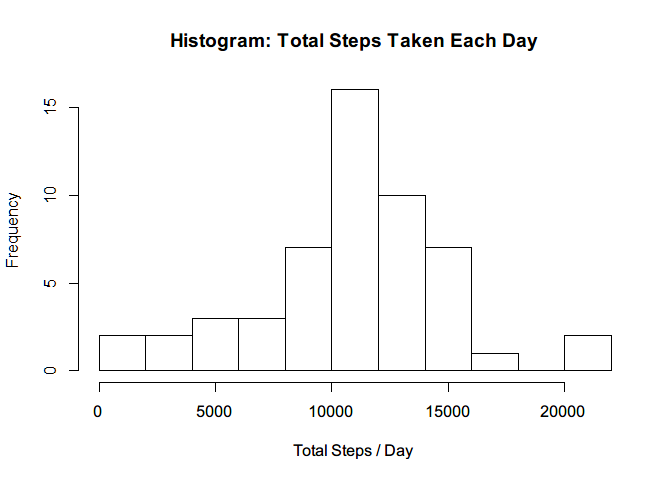 Histogram: Total Steps Taken Each Day
Frequency
15
10
5
0
0 5000 10000 15000 20000
Total Steps / Day